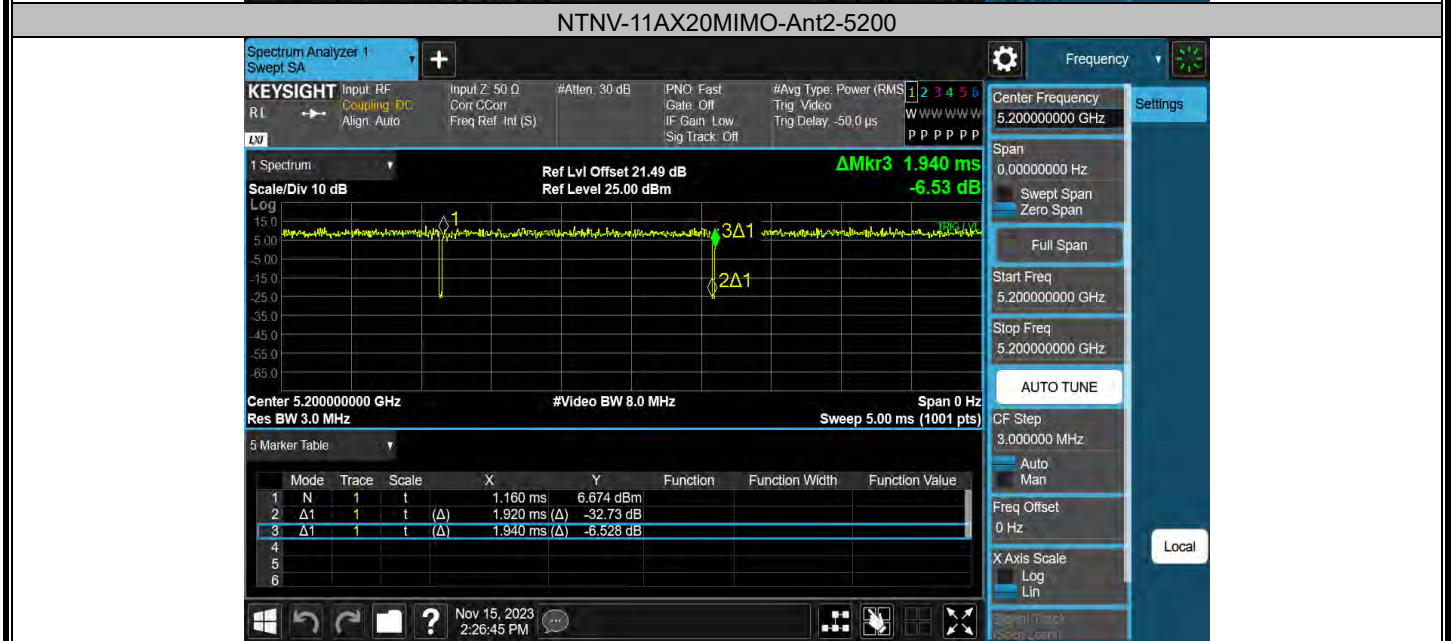 NTNV-11AX20MIMO-Ant2-5200
Spectrum Analyzer 1
Swept SA
+
Frequency
KEYSIGHT
RL
LXI
Input: RF
Coupling: DC
Align: Auto
Input Z: 50 Ω
Corr CCorr
Freq Ref: Int (S)
#Atten: 30 dB
PNO: Fast
Gate: Off
IF Gain: Low
Sig Track: Off
#Avg Type: Power (RMS
Trig: Video
Trig Delay: -50.0 µs
1 2 3 4 5 6
W W W W W W
P P P P P P
1 Spectrum
Scale/Div 10 dB
Log
Ref Lvl Offset 21.49 dB
Ref Level 25.00 dBm
ΔMkr3 1.940 ms
-6.53 dB
15.0
5.00
-5.00
-15.0
-25.0
-35.0
-45.0
-55.0
-65.0
1
3Δ1
2Δ1
TRIG LVL
Center 5.200000000 GHz
Res BW 3.0 MHz
#Video BW 8.0 MHz
Span 0 Hz
Sweep 5.00 ms (1001 pts)
5 Marker Table
Mode Trace Scale X Y Function Function Width Function Value
1 N 1 t 1.160 ms 6.674 dBm
2 Δ1 1 t (Δ) 1.920 ms (Δ) -32.73 dB
3 Δ1 1 t (Δ) 1.940 ms (Δ) -6.528 dB
4
5
6
?
Nov 15, 2023
2:26:45 PM
Center Frequency
5.200000000 GHz
Settings
Span
0.00000000 Hz
Swept Span
Zero Span
Full Span
Start Freq
5.200000000 GHz
Stop Freq
5.200000000 GHz
AUTO TUNE
CF Step
3.000000 MHz
Auto
Man
Freq Offset
0 Hz
X Axis Scale
Log
Lin
Local
Signal Track
(Span Zoom)